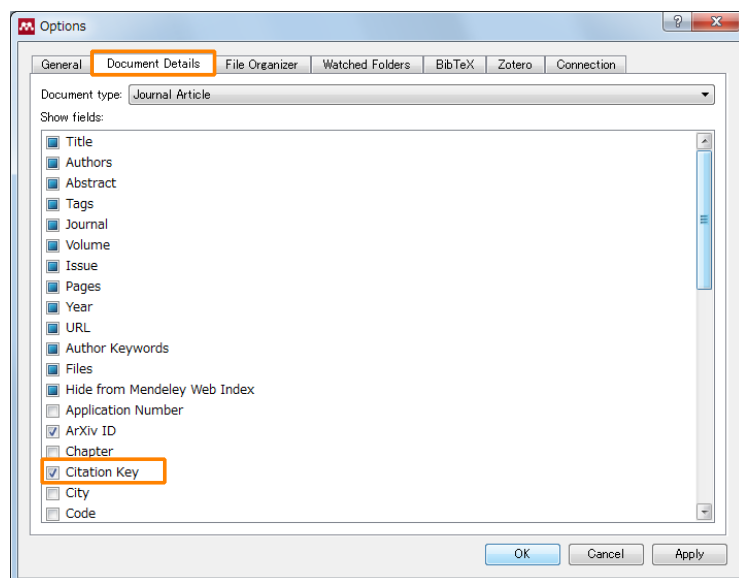 Options
General Document Details File Organizer Watched Folders BibTeX Zotero Connection
Document type: Journal Article
Show fields:
Title
Authors
Abstract
Tags
Journal
Volume
Issue
Pages
Year
URL
Author Keywords
Files
Hide from Mendeley Web Index
Application Number
ArXiv ID
Chapter
Citation Key
City
Code
OK Cancel Apply